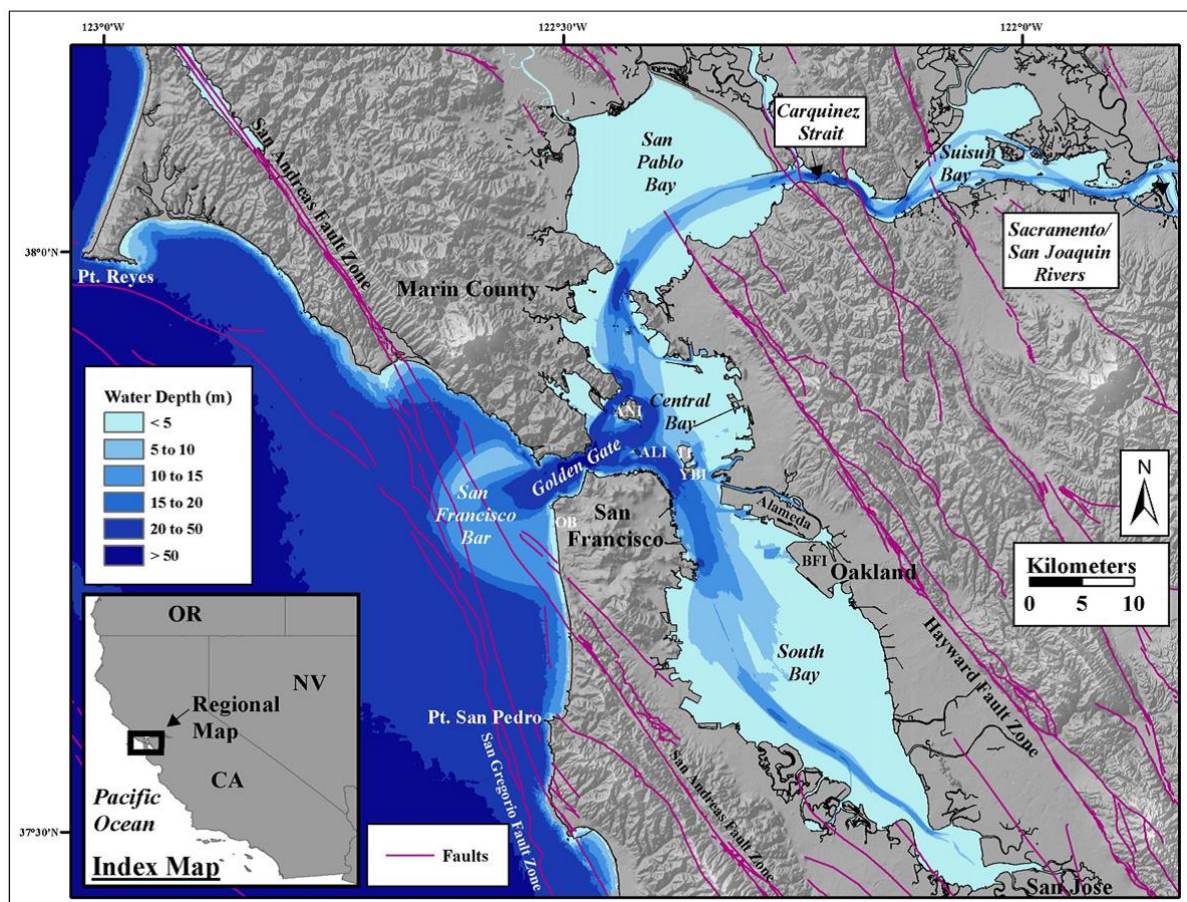 123°0'W
122°30'W
122°0'W
San Andreas Fault Zone
San
Pablo
Bay
Carquinez
Strait
Suisun
Bay
Sacramento/
San Joaquin
Rivers
38°0'N
Pt. Reyes
Marin County
Water Depth (m)
< 5
5 to 10
10 to 15
15 to 20
20 to 50
> 50
Central
Bay
ANI
Golden Gate
ALI
TI
YBI
San
Francisco
Bar
OB
San
Francisco
Alameda
BFI
Oakland
N
Kilometers
0 5 10
South
Bay
Hayward Fault Zone
Pt. San Pedro
San Gregorio Fault Zone
San Andreas Fault Zone
OR
NV
Regional
Map
CA
Pacific
Ocean
Index Map
37°30'N
Faults
San Jose